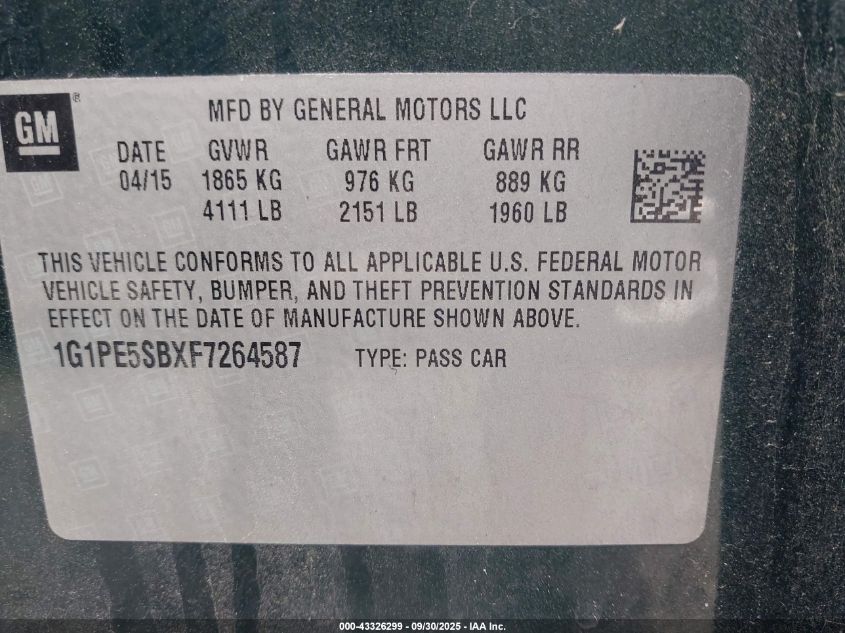 GM ®
MFD BY GENERAL MOTORS LLC
DATE GVWR GAWR FRT GAWR RR
04/15 1865 KG 976 KG 889 KG
4111 LB 2151 LB 1960 LB
THIS VEHICLE CONFORMS TO ALL APPLICABLE U.S. FEDERAL MOTOR
VEHICLE SAFETY, BUMPER, AND THEFT PREVENTION STANDARDS IN
EFFECT ON THE DATE OF MANUFACTURE SHOWN ABOVE.
1G1PE5SBXF7264587 TYPE: PASS CAR
000-43326299 - 09/30/2025 - IAA Inc.